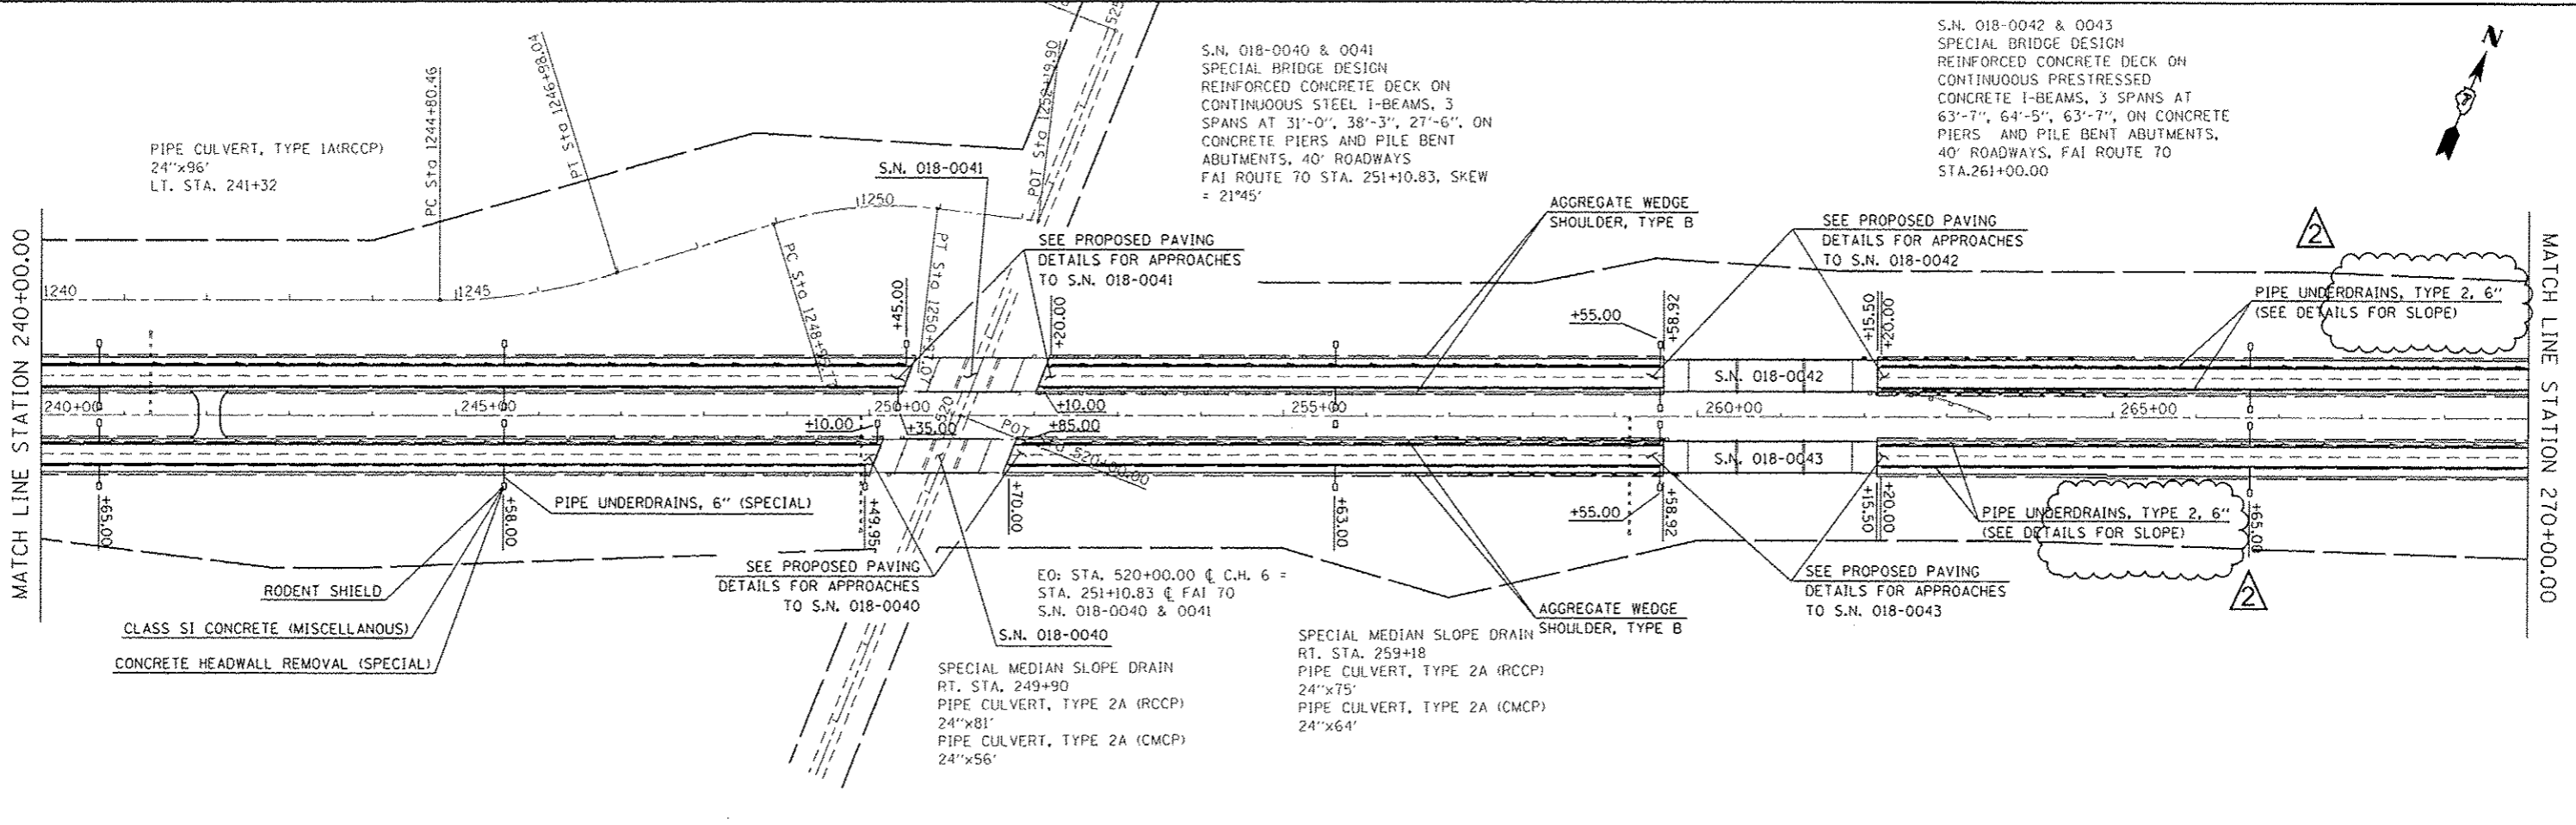 S.N. 018-0040 & 0041
SPECIAL BRIDGE DESIGN
REINFORCED CONCRETE DECK ON
CONTINUOOUS STEEL I-BEAMS, 3
SPANS AT 31'-0", 38'-3", 27'-6", ON
CONCRETE PIERS AND PILE BENT
ABUTMENTS, 40' ROADWAYS
FAI ROUTE 70 STA. 251+10.83, SKEW
= 21°45'
S.N. 018-0042 & 0043
SPECIAL BRIDGE DESIGN
REINFORCED CONCRETE DECK ON
CONTINUOOUS PRESTRESSED
CONCRETE I-BEAMS, 3 SPANS AT
63'-7", 64'-5", 63'-7", ON CONCRETE
PIERS AND PILE BENT ABUTMENTS,
40' ROADWAYS, FAI ROUTE 70
STA.261+00.00
N
PIPE CULVERT, TYPE 1A(RCCP)
24"x96'
LT. STA. 241+32
PC Sta 1244+80.46
PT Sta 1246+98.04
POT Sta 1252+19.90
525
S.N. 018-0041
1240
1245
1250
PC Sta 1248+95.77
SEE PROPOSED PAVING
DETAILS FOR APPROACHES
TO S.N. 018-0041
AGGREGATE WEDGE
SHOULDER, TYPE B
SEE PROPOSED PAVING
DETAILS FOR APPROACHES
TO S.N. 018-0042
2
PIPE UNDERDRAINS, TYPE 2, 6"
(SEE DETAILS FOR SLOPE)
MATCH LINE STATION 240+00.00
MATCH LINE STATION 270+00.00
+45.00
+20.00
+55.00
+58.92
+15.50
+20.00
S.N. 018-0042
240+00
245+00
250+00
255+00
260+00
265+00
520
+10.00
+35.00
+10.00
+85.00
POT Sta 520+00.00
S.N. 018-0043
+65.00
+58.00
+49.95
+70.00
+63.00
+55.00
+58.92
+15.50
+20.00
+65.00
PIPE UNDERDRAINS, 6" (SPECIAL)
PIPE UNDERDRAINS, TYPE 2, 6"
(SEE DETAILS FOR SLOPE)
2
RODENT SHIELD
CLASS SI CONCRETE (MISCELLANOUS)
CONCRETE HEADWALL REMOVAL (SPECIAL)
SEE PROPOSED PAVING
DETAILS FOR APPROACHES
TO S.N. 018-0040
EQ: STA. 520+00.00 ℄ C.H. 6 =
STA. 251+10.83 ℄ FAI 70
S.N. 018-0040 & 0041
S.N. 018-0040
AGGREGATE WEDGE
SHOULDER, TYPE B
SEE PROPOSED PAVING
DETAILS FOR APPROACHES
TO S.N. 018-0043
SPECIAL MEDIAN SLOPE DRAIN
RT. STA. 249+90
PIPE CULVERT, TYPE 2A (RCCP)
24"x81'
PIPE CULVERT, TYPE 2A (CMCP)
24"x56'
SPECIAL MEDIAN SLOPE DRAIN
RT. STA. 259+18
PIPE CULVERT, TYPE 2A (RCCP)
24"x75'
PIPE CULVERT, TYPE 2A (CMCP)
24"x64'